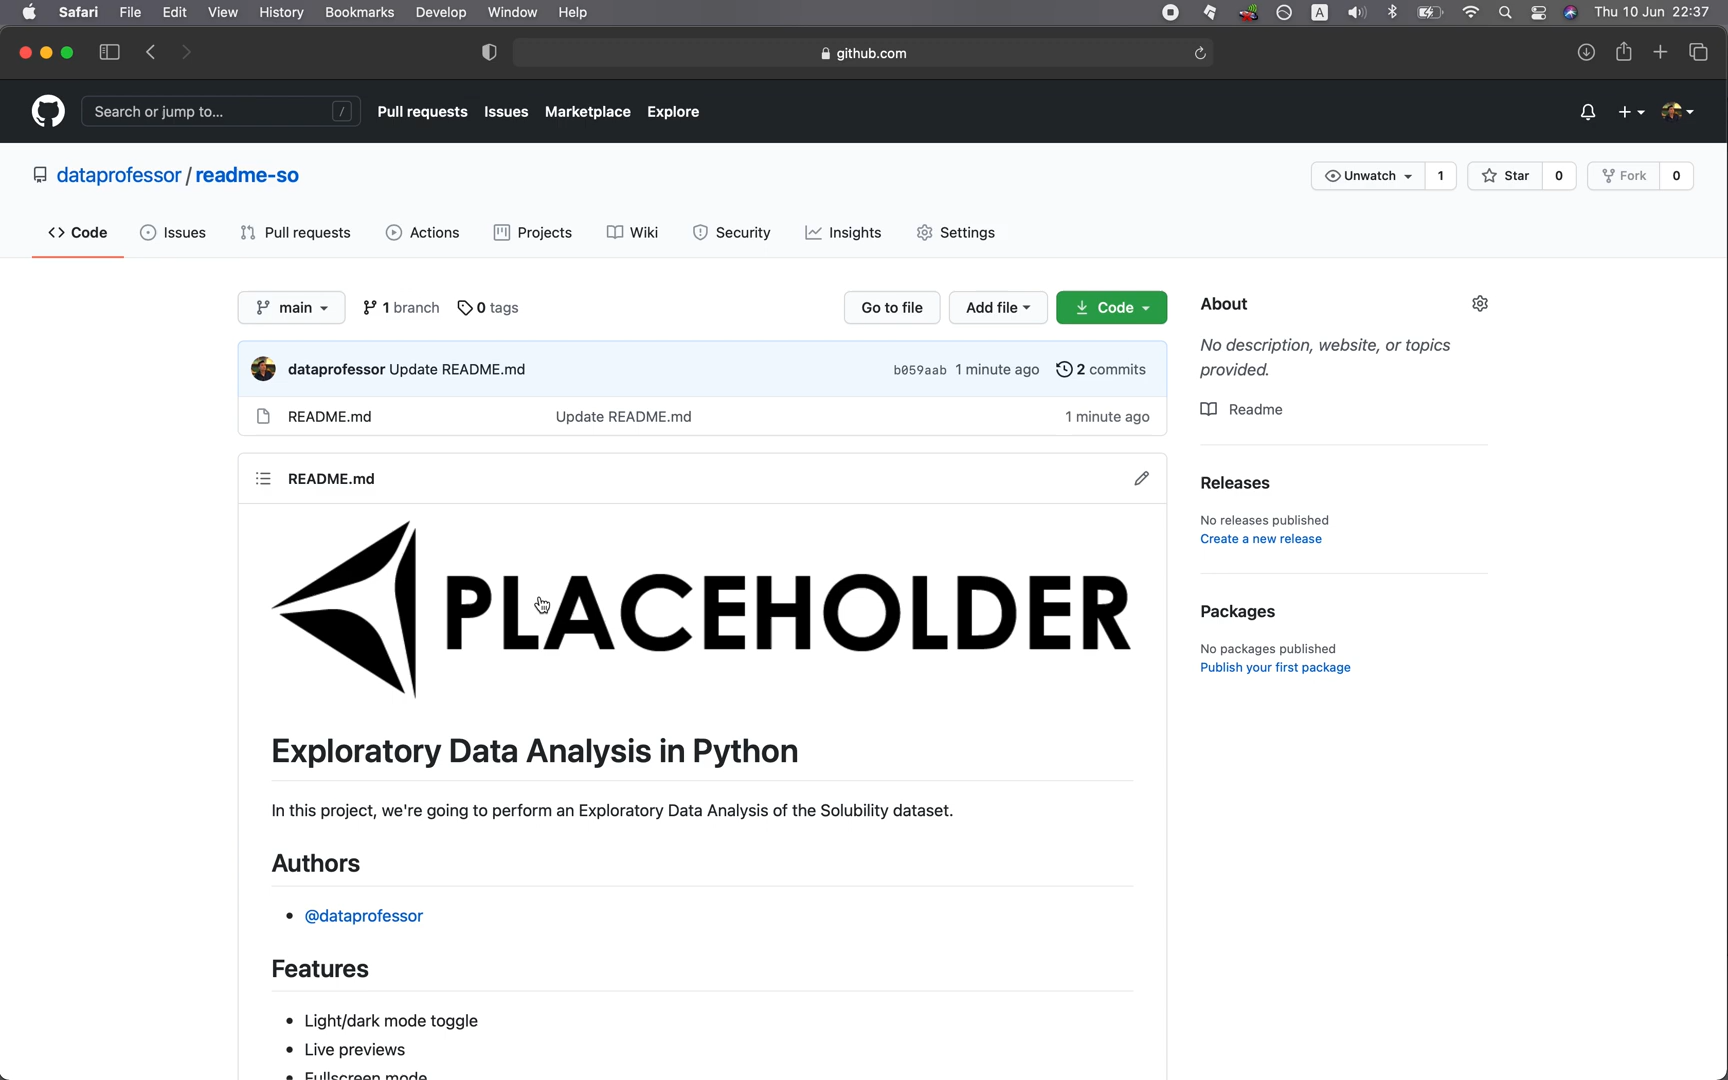 Safari File Edit View History Bookmarks Develop Window Help A Thu 10 Jun 22:37
github.com
Search or jump to... / Pull requests Issues Marketplace Explore
dataprofessor / readme-so Unwatch 1 Star 0 Fork 0
<> Code Issues Pull requests Actions Projects Wiki Security Insights Settings
main 1 branch 0 tags Go to file Add file Code
dataprofessor Update README.md b059aab 1 minute ago 2 commits
README.md Update README.md 1 minute ago
README.md
PLACEHOLDER
Exploratory Data Analysis in Python
In this project, we're going to perform an Exploratory Data Analysis of the Solubility dataset.
Authors
@dataprofessor
Features
Light/dark mode toggle
Live previews
Fullscreen mode
About
No description, website, or topics
provided.
Readme
Releases
No releases published
Create a new release
Packages
No packages published
Publish your first package